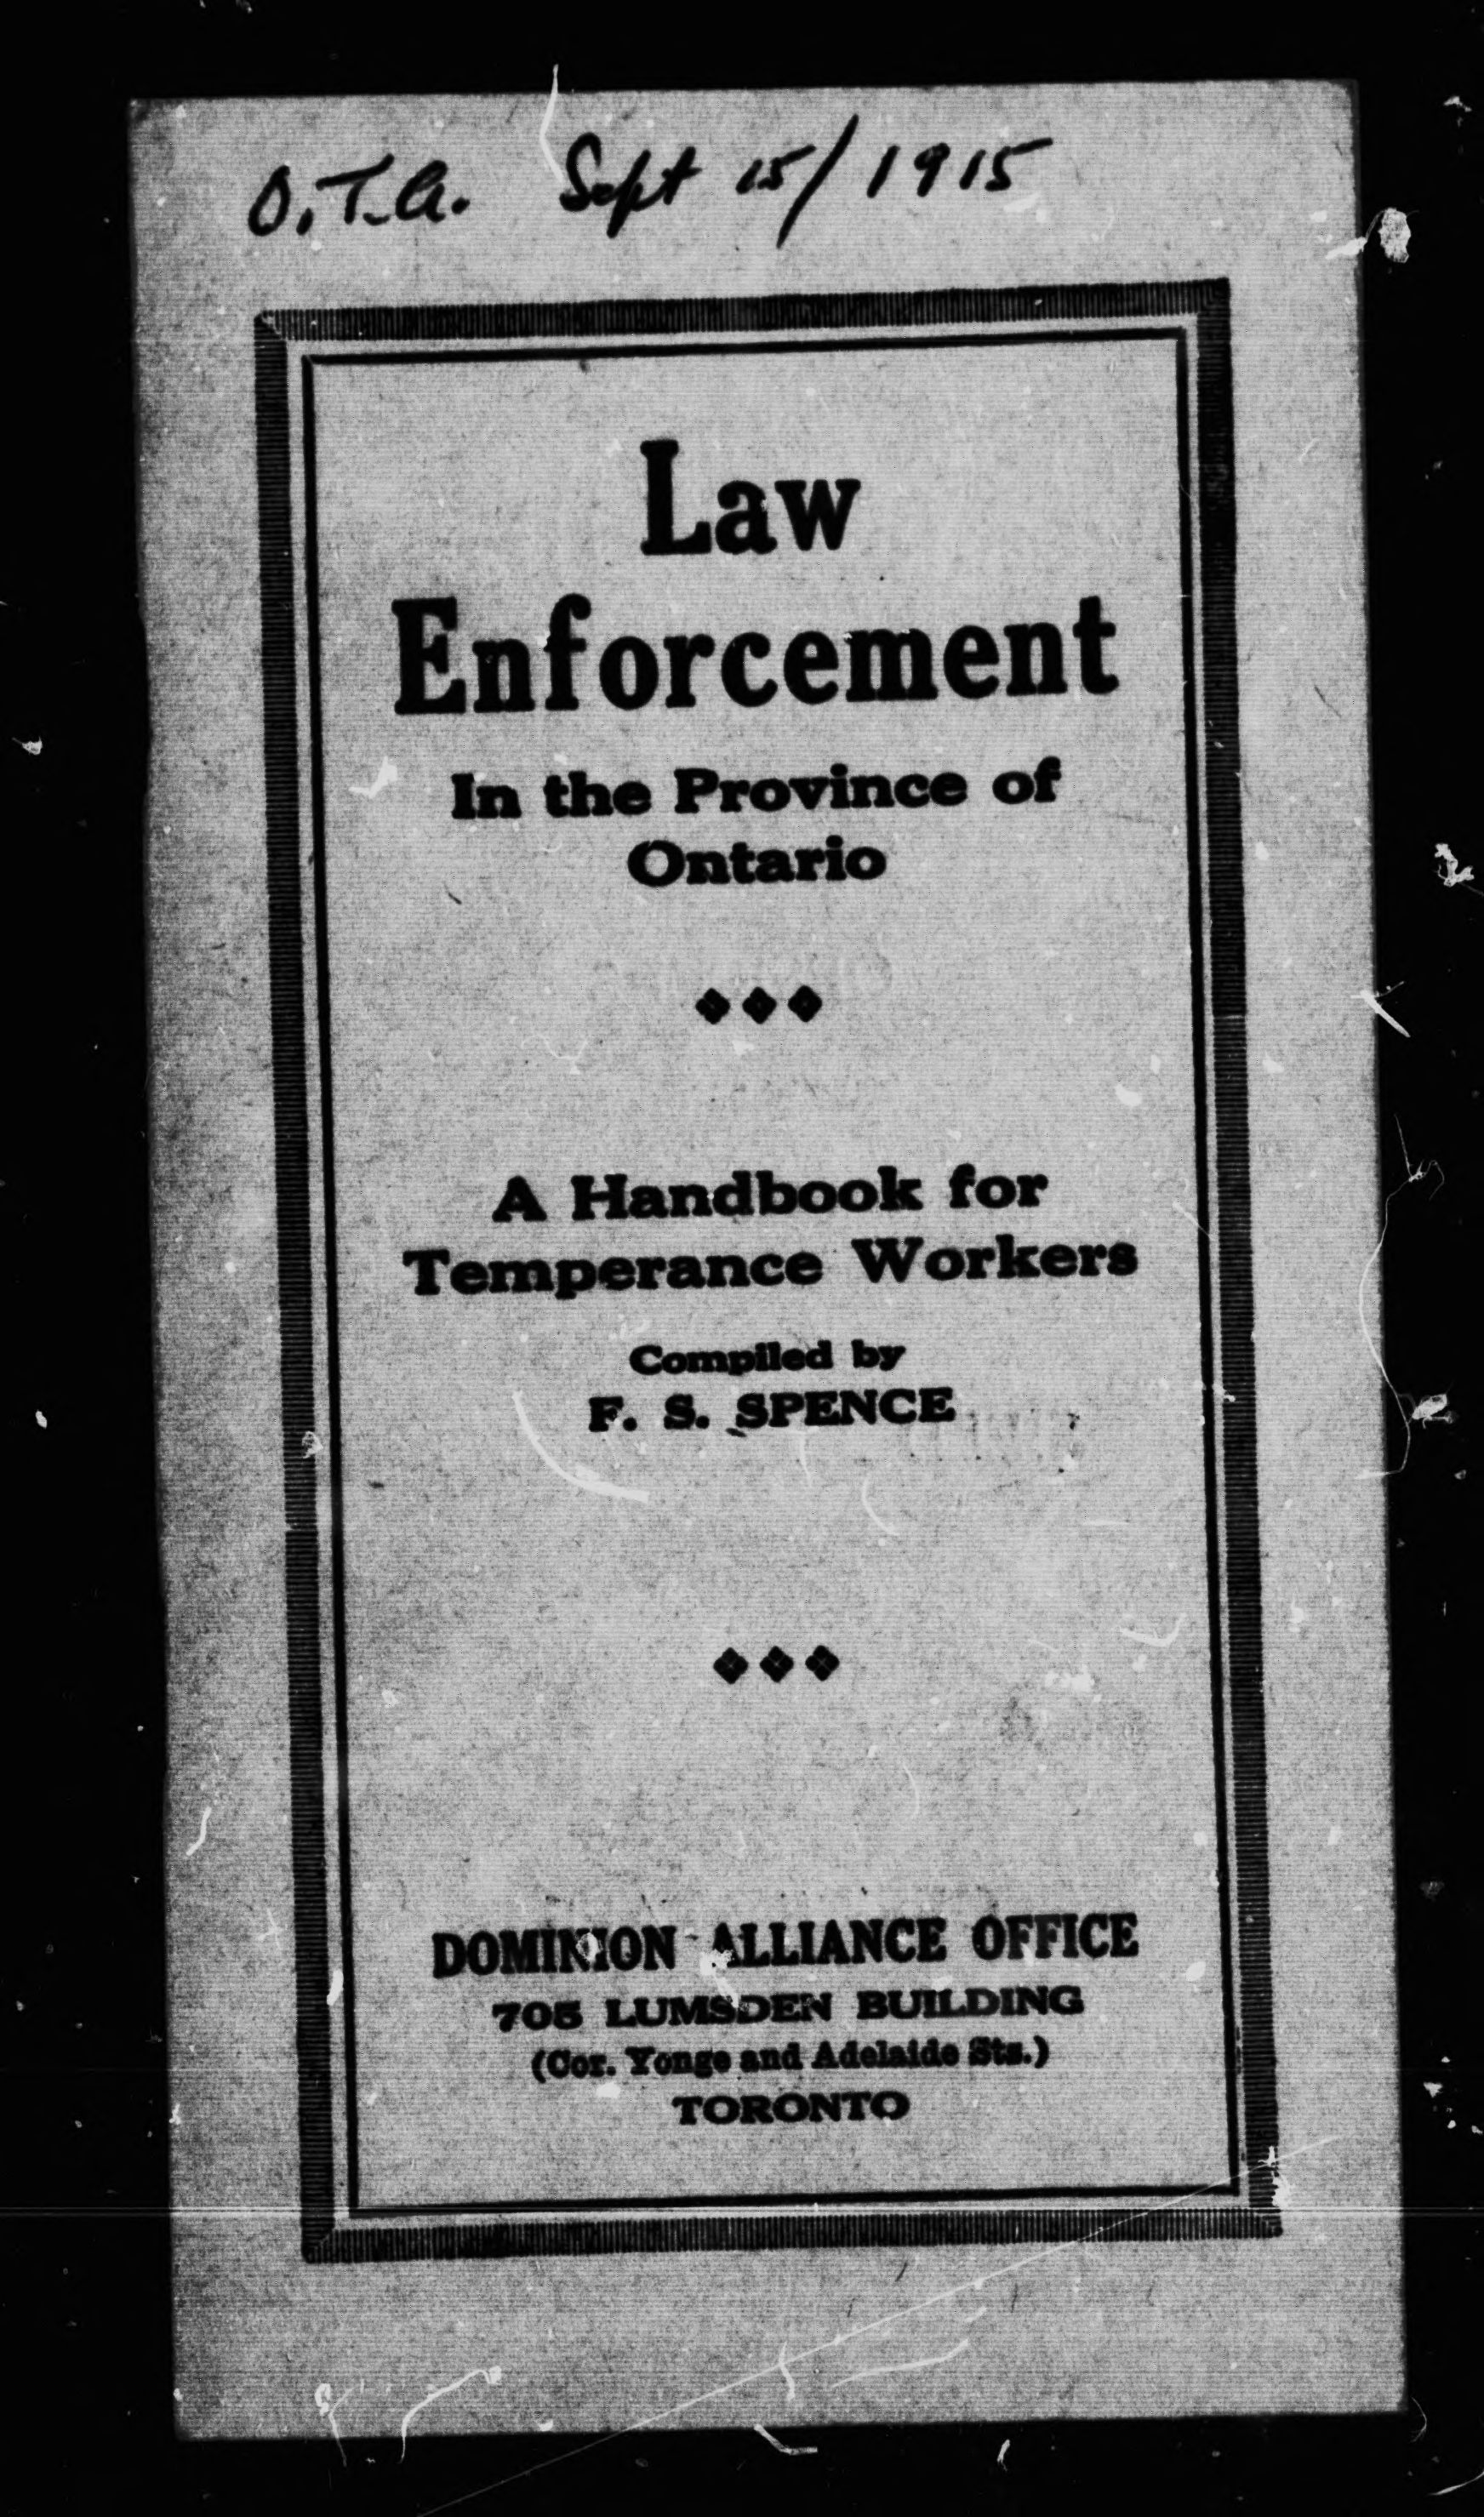 O.T.A. Sept 15/1915
Law
Enforcement
In the Province of
Ontario
A Handbook for
Temperance Workers
Compiled by
F. S. SPENCE
DOMINION ALLIANCE OFFICE
705 LUMSDEN BUILDING
(Cor. Yonge and Adelaide Sts.)
TORONTO